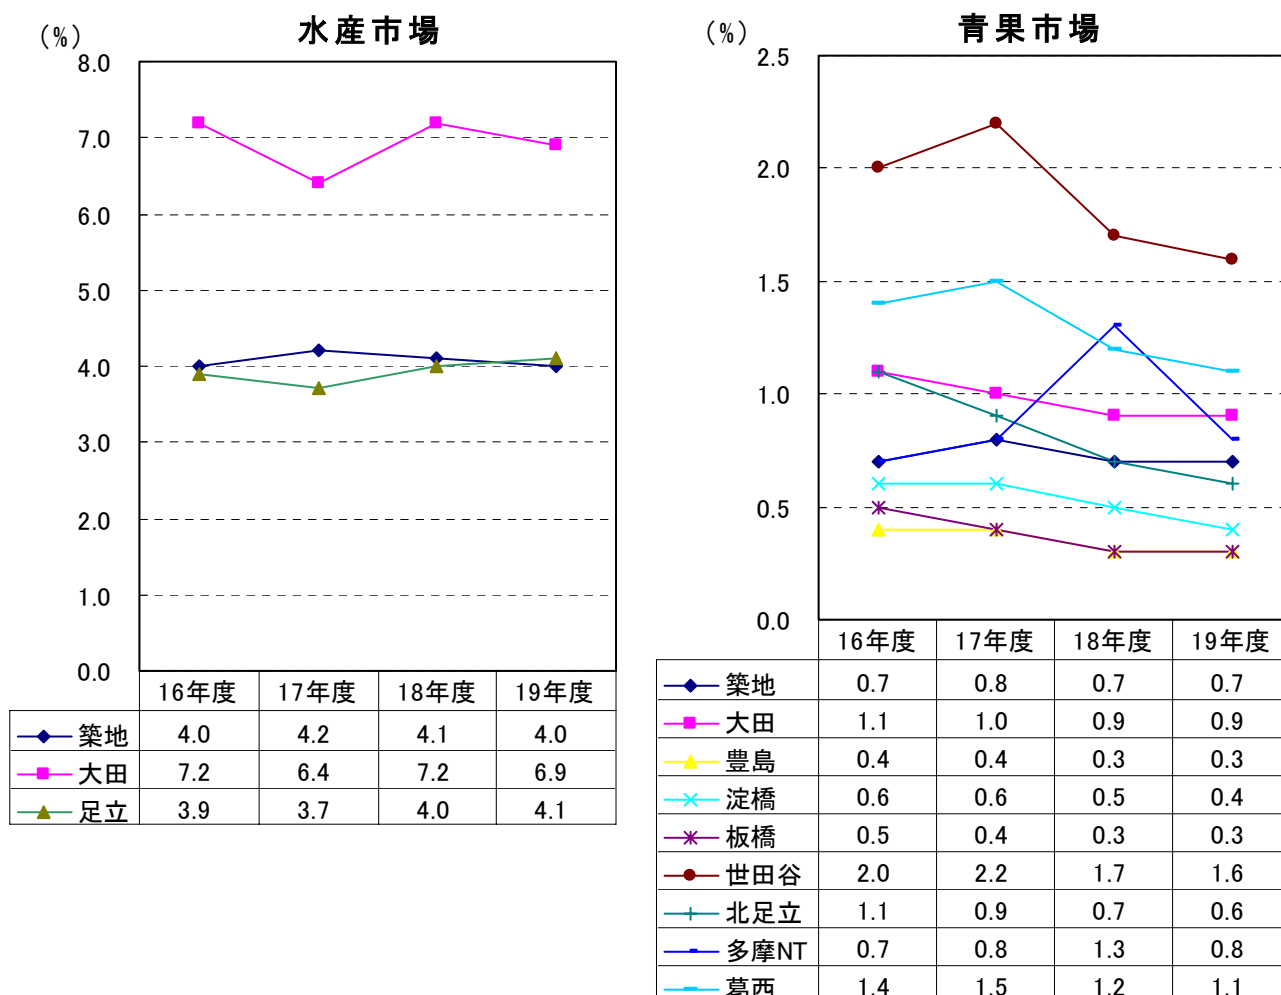 水産市場
(%)
8.0
7.0
6.0
5.0
4.0
3.0
2.0
1.0
0.0
16年度 17年度 18年度 19年度
築地 4.0 4.2 4.1 4.0
大田 7.2 6.4 7.2 6.9
足立 3.9 3.7 4.0 4.1
青果市場
(%)
2.5
2.0
1.5
1.0
0.5
0.0
16年度 17年度 18年度 19年度
築地 0.7 0.8 0.7 0.7
大田 1.1 1.0 0.9 0.9
豊島 0.4 0.4 0.3 0.3
淀橋 0.6 0.6 0.5 0.4
板橋 0.5 0.4 0.3 0.3
世田谷 2.0 2.2 1.7 1.6
北足立 1.1 0.9 0.7 0.6
多摩NT 0.7 0.8 1.3 0.8
葛西 1.4 1.5 1.2 1.1